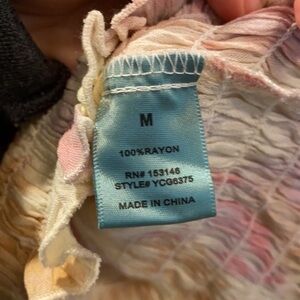 M
100%RAYON
RN# 153146
STYLE# YCG6375
MADE IN CHINA